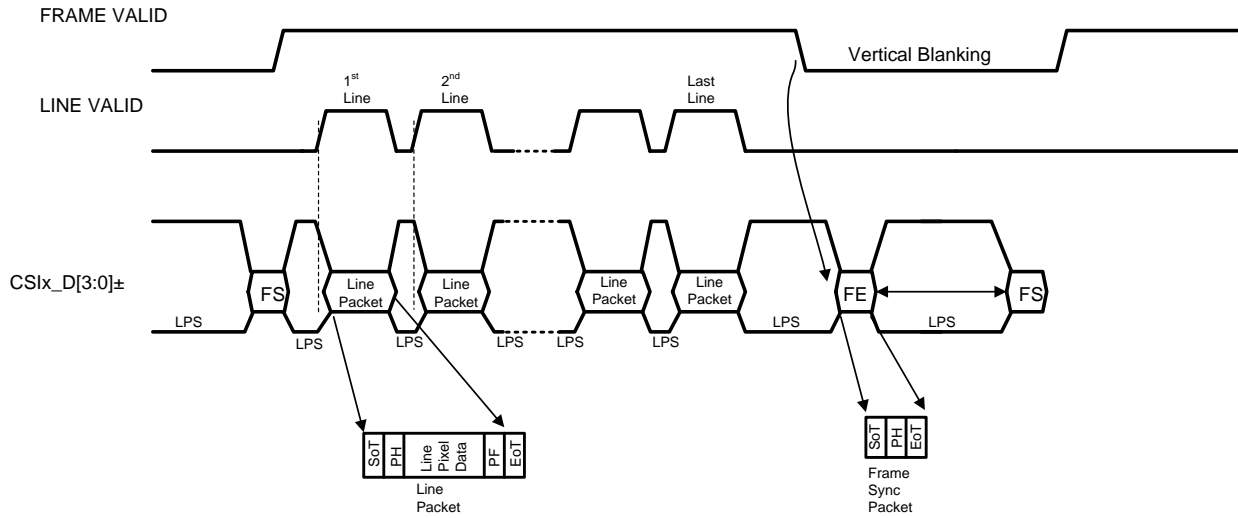 FRAME VALID
Vertical Blanking
LINE VALID
1st
Line
2nd
Line
Last
Line
CSIx_D[3:0]±
LPS
FS
LPS
Line
Packet
LPS
Line
Packet
LPS
LPS
Line
Packet
LPS
Line
Packet
LPS
FE
LPS
FS
SoT
PH
Line
Pixel
Data
PF
EoT
Line
Packet
SoT
PH
EoT
Frame
Sync
Packet